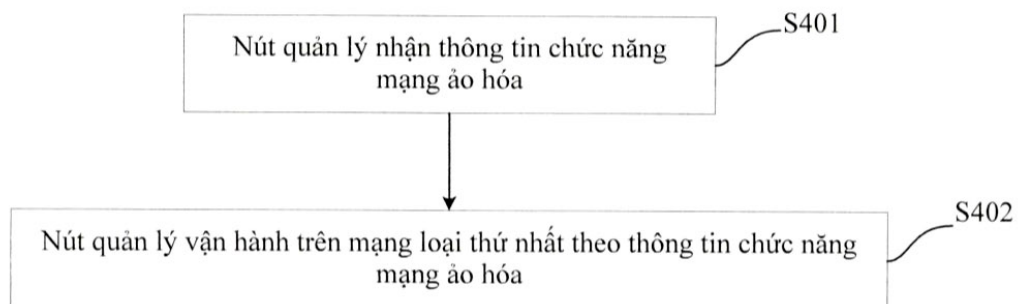 S401
Nút quản lý nhận thông tin chức năng
mạng ảo hóa
S402
Nút quản lý vận hành trên mạng loại thứ nhất theo thông tin chức năng
mạng ảo hóa